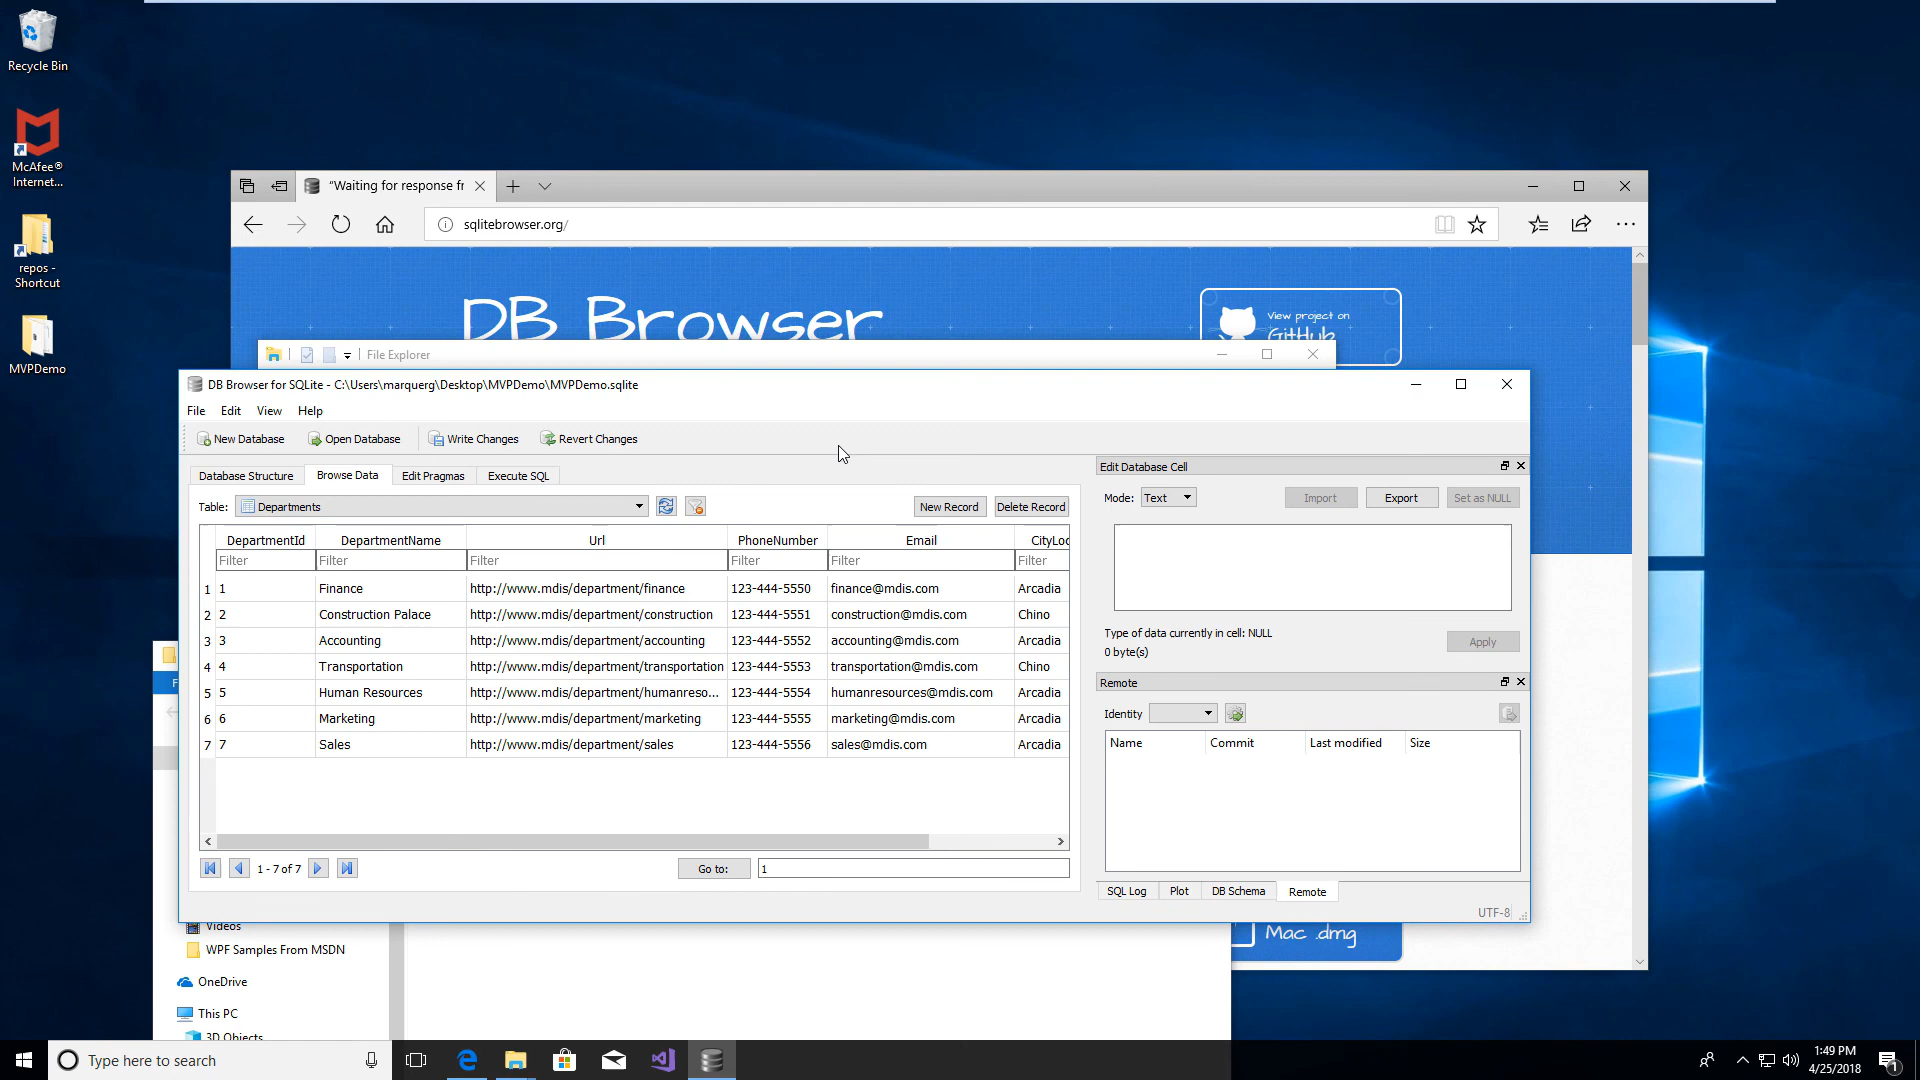 Recycle Bin
McAfee®
Internet...
repos -
Shortcut
MVPDemo
"Waiting for response fr
sqlitebrowser.org/
DB Browser
View project on
GitHub
File Explorer
DB Browser for SQLite - C:\Users\marquerg\Desktop\MVPDemo\MVPDemo.sqlite
File Edit View Help
New Database Open Database Write Changes Revert Changes
Database Structure Browse Data Edit Pragmas Execute SQL
Table: Departments New Record Delete Record
DepartmentId DepartmentName Url PhoneNumber Email CityLoc
Filter Filter Filter Filter Filter Filter
1 1 Finance http://www.mdis/department/finance 123-444-5550 finance@mdis.com Arcadia
2 2 Construction Palace http://www.mdis/department/construction 123-444-5551 construction@mdis.com Chino
3 3 Accounting http://www.mdis/department/accounting 123-444-5552 accounting@mdis.com Arcadia
4 4 Transportation http://www.mdis/department/transportation 123-444-5553 transportation@mdis.com Chino
5 5 Human Resources http://www.mdis/department/humanreso... 123-444-5554 humanresources@mdis.com Arcadia
6 6 Marketing http://www.mdis/department/marketing 123-444-5555 marketing@mdis.com Arcadia
7 7 Sales http://www.mdis/department/sales 123-444-5556 sales@mdis.com Arcadia
1 - 7 of 7 Go to: 1
Edit Database Cell
Mode: Text Import Export Set as NULL
Type of data currently in cell: NULL
0 byte(s)
Apply
Remote
Identity
Name Commit Last modified Size
SQL Log Plot DB Schema Remote
UTF-8
F
Videos
WPF Samples From MSDN
OneDrive
This PC
3D Objects
Mac .dmg
Type here to search
1:49 PM
4/25/2018
1